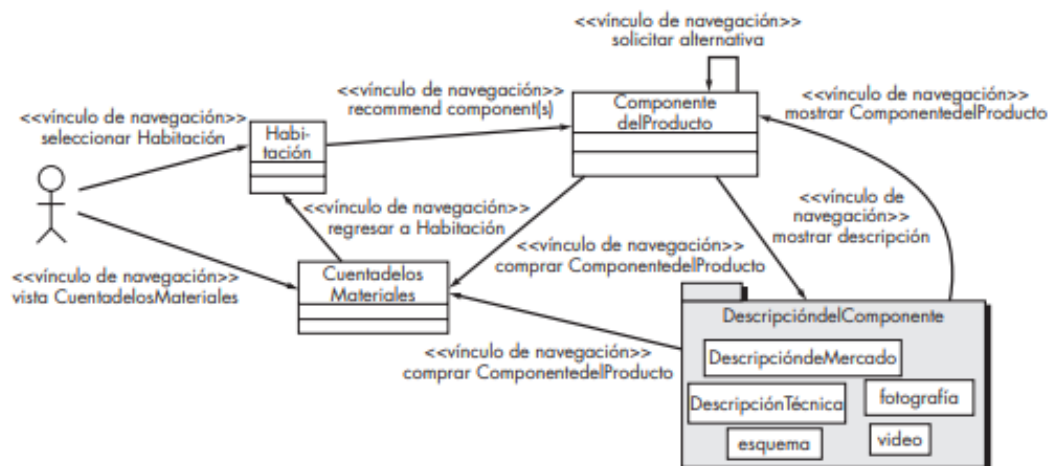 <<vínculo de navegación>>
solicitar alternativa
<<vínculo de navegación>>
recommend component(s)
<<vínculo de navegación>>
mostrar ComponentedelProducto
<<vínculo de navegación>>
seleccionar Habitación
Habi-
tación
Componente
delProducto
<<vínculo de navegación>>
regresar a Habitación
<<vínculo de
navegación>>
mostrar descripción
<<vínculo de navegación>>
comprar ComponentedelProducto
<<vínculo de navegación>>
vista CuentadelosMateriales
Cuentadelos
Materiales
<<vínculo de navegación>>
comprar ComponentedelProducto
DescripcióndelComponente
DescripcióndeMercado
DescripciónTécnica
fotografía
esquema
video